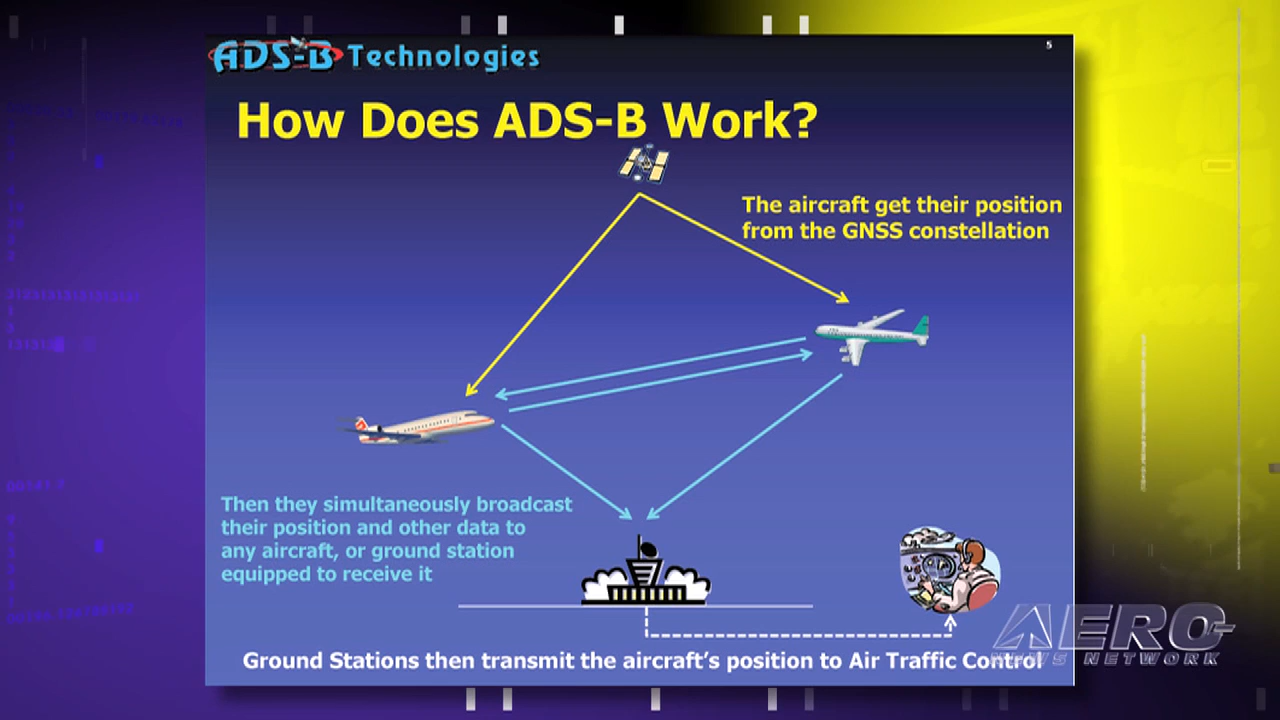 ADS-B Technologies
5
How Does ADS-B Work?
The aircraft get their position
from the GNSS constellation
Then they simultaneously broadcast
their position and other data to
any aircraft, or ground station
equipped to receive it
Ground Stations then transmit the aircraft's position to Air Traffic Control
AERO-
NEWS NETWORK